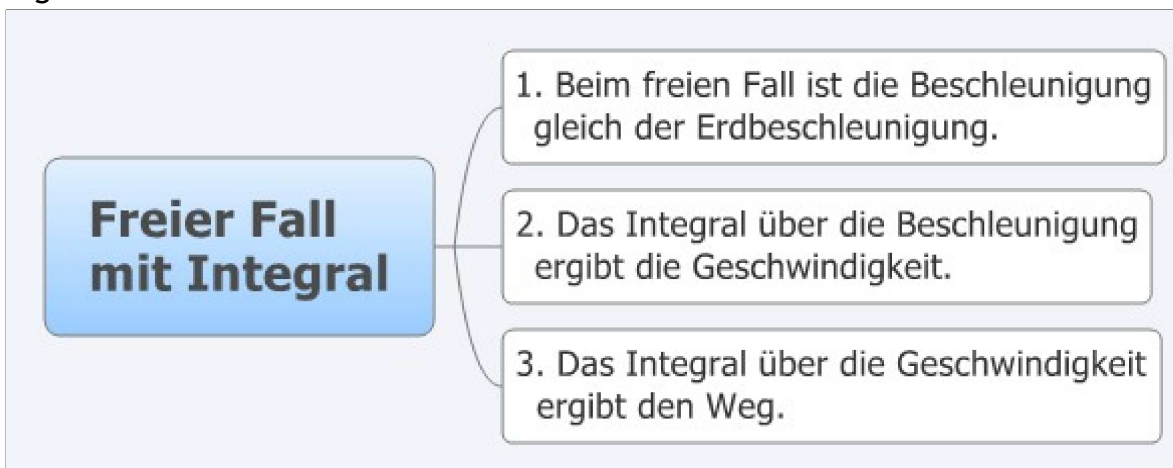 Freier Fall
mit Integral
1. Beim freien Fall ist die Beschleunigung
gleich der Erdbeschleunigung.
2. Das Integral über die Beschleunigung
ergibt die Geschwindigkeit.
3. Das Integral über die Geschwindigkeit
ergibt den Weg.